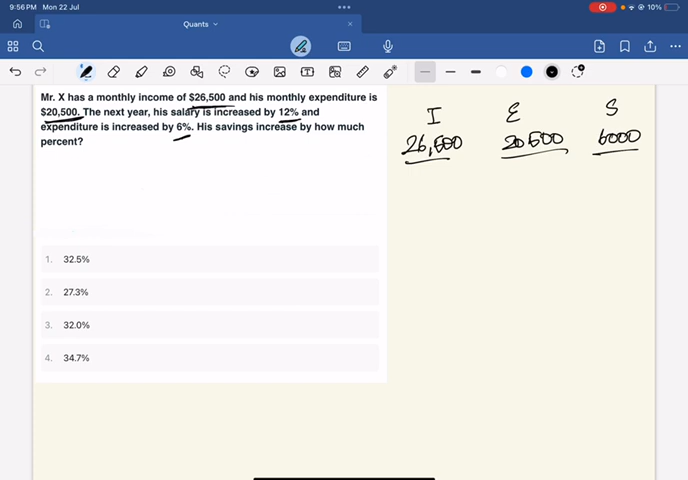 9:56 PM Mon 22 Jul
10%
Quants
Mr. X has a monthly income of $26,500 and his monthly expenditure is
$20,500. The next year, his salary is increased by 12% and
expenditure is increased by 6%. His savings increase by how much
percent?
I E S
26,500 20500 6000
1. 32.5%
2. 27.3%
3. 32.0%
4. 34.7%